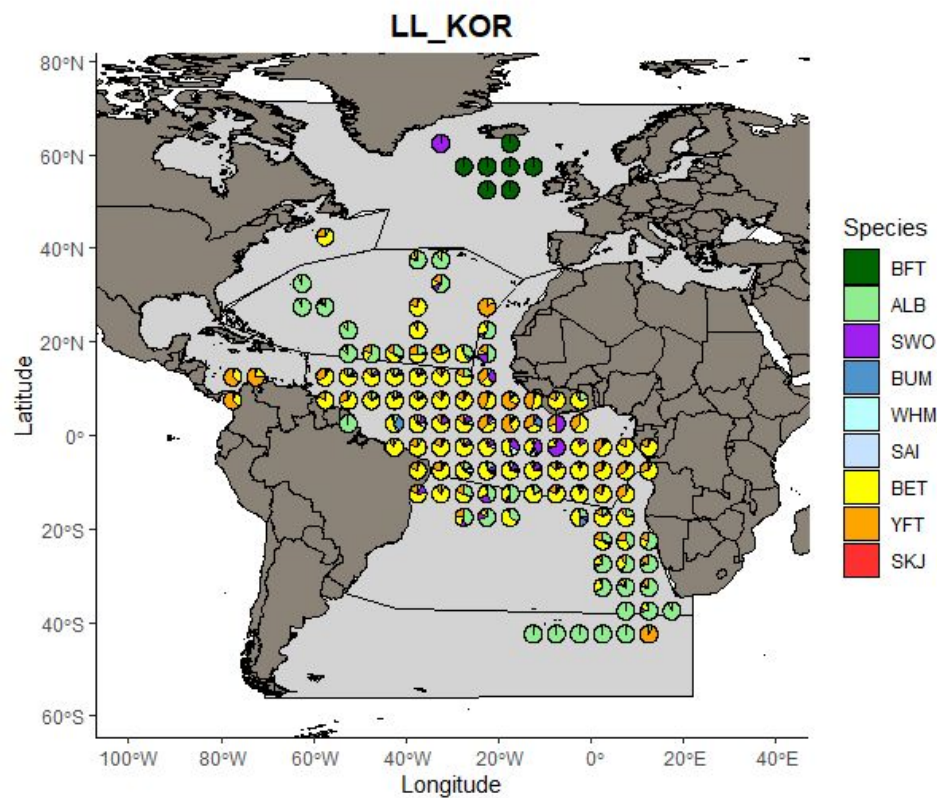 LL_KOR
80°N
60°N
40°N
20°N
0°
20°S
40°S
60°S
Latitude
100°W
80°W
60°W
40°W
20°W
0°
20°E
40°E
Longitude
Species
BFT
ALB
SWO
BUM
WHM
SAI
BET
YFT
SKJ